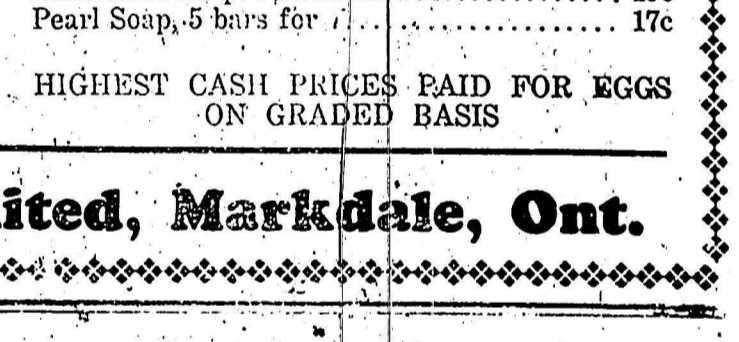 Pearl Soap, 5 bars for ................ 17c
HIGHEST CASH PRICES PAID FOR EGGS
ON GRADED BASIS
ited, Markdale, Ont.